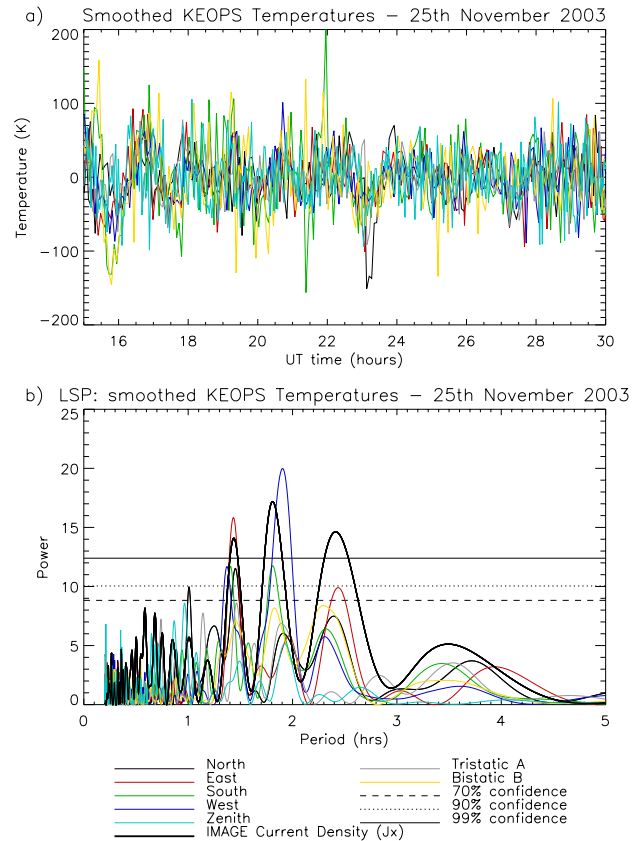 a) Smoothed KEOPS Temperatures – 25th November 2003
200
100
0
−100
−200
Temperature (K)
16 18 20 22 24 26 28 30
UT time (hours)
b) LSP: smoothed KEOPS Temperatures – 25th November 2003
25
20
15
10
5
0
Power
0 1 2 3 4 5
Period (hrs)
North
East
South
West
Zenith
IMAGE Current Density (Jx)
Tristatic A
Bistatic B
70% confidence
90% confidence
99% confidence